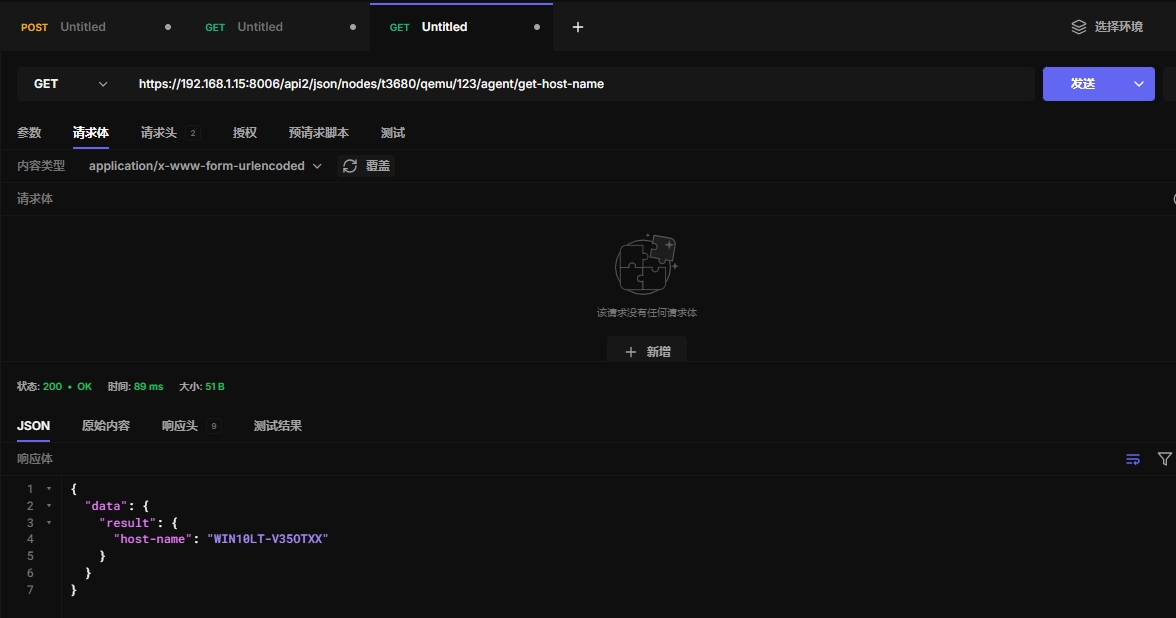 POST Untitled GET Untitled GET Untitled + 选择环境
GET https://192.168.1.15:8006/api2/json/nodes/t3680/qemu/123/agent/get-host-name 发送
参数 请求体 请求头 2 授权 预请求脚本 测试
内容类型 application/x-www-form-urlencoded 覆盖
请求体
该请求没有任何请求体
+ 新增
状态: 200 • OK 时间: 89 ms 大小: 51 B
JSON 原始内容 响应头 9 测试结果
响应体
1 {
2 "data": {
3 "result": {
4 "host-name": "WIN10LT-V35OTXX"
5 }
6 }
7 }